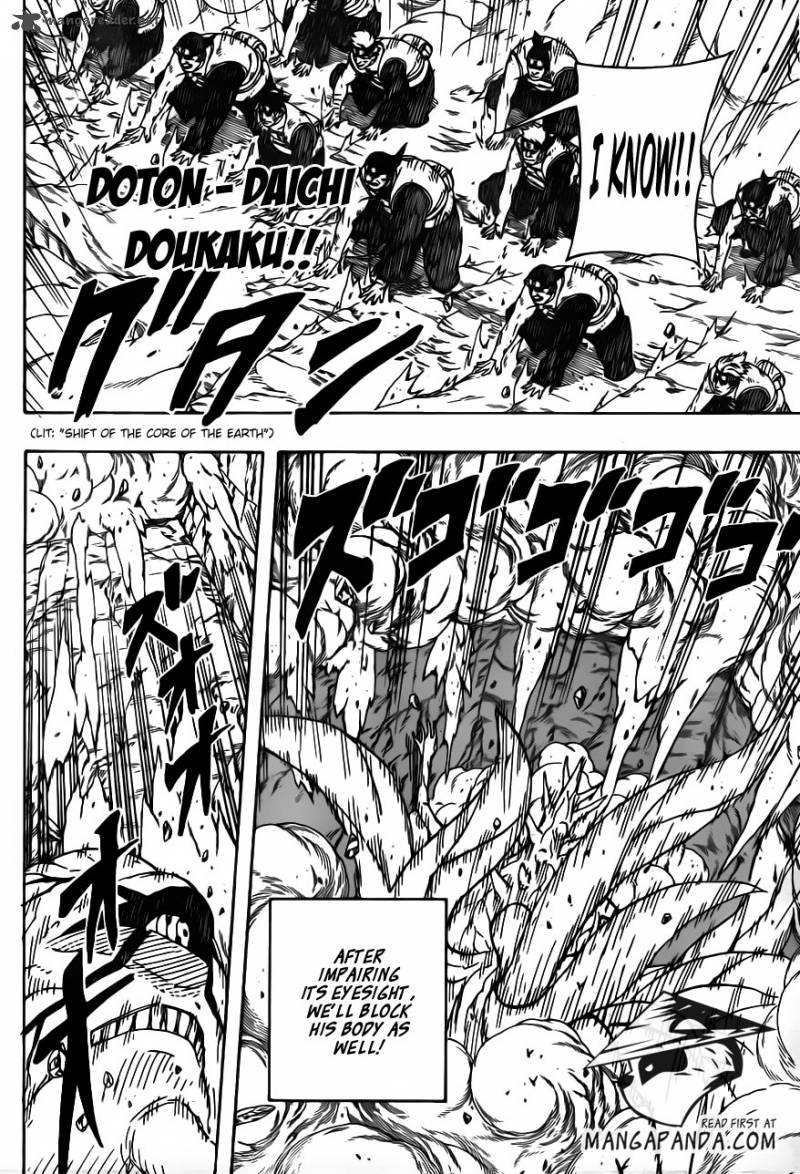 mangareader.net
I KNOW!!
DOTON - DAICHI
DOUKAKU!!
グダン
(LIT: "SHIFT OF THE CORE OF THE EARTH")
ズゴゴゴゴゴ
ズオオオオ
AFTER
IMPAIRING
ITS EYESIGHT,
WE'LL BLOCK
HIS BODY AS
WELL!
READ FIRST AT
MANGAPANDA.COM